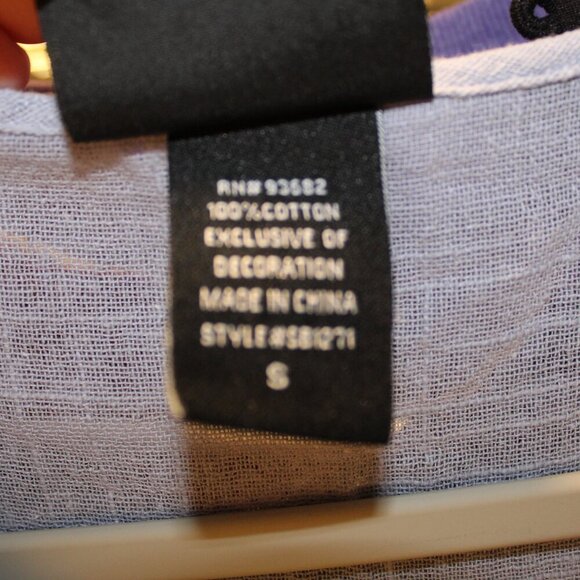 RN# 93682
100% COTTON
EXCLUSIVE OF
DECORATION
MADE IN CHINA
STYLE#SB1271
S